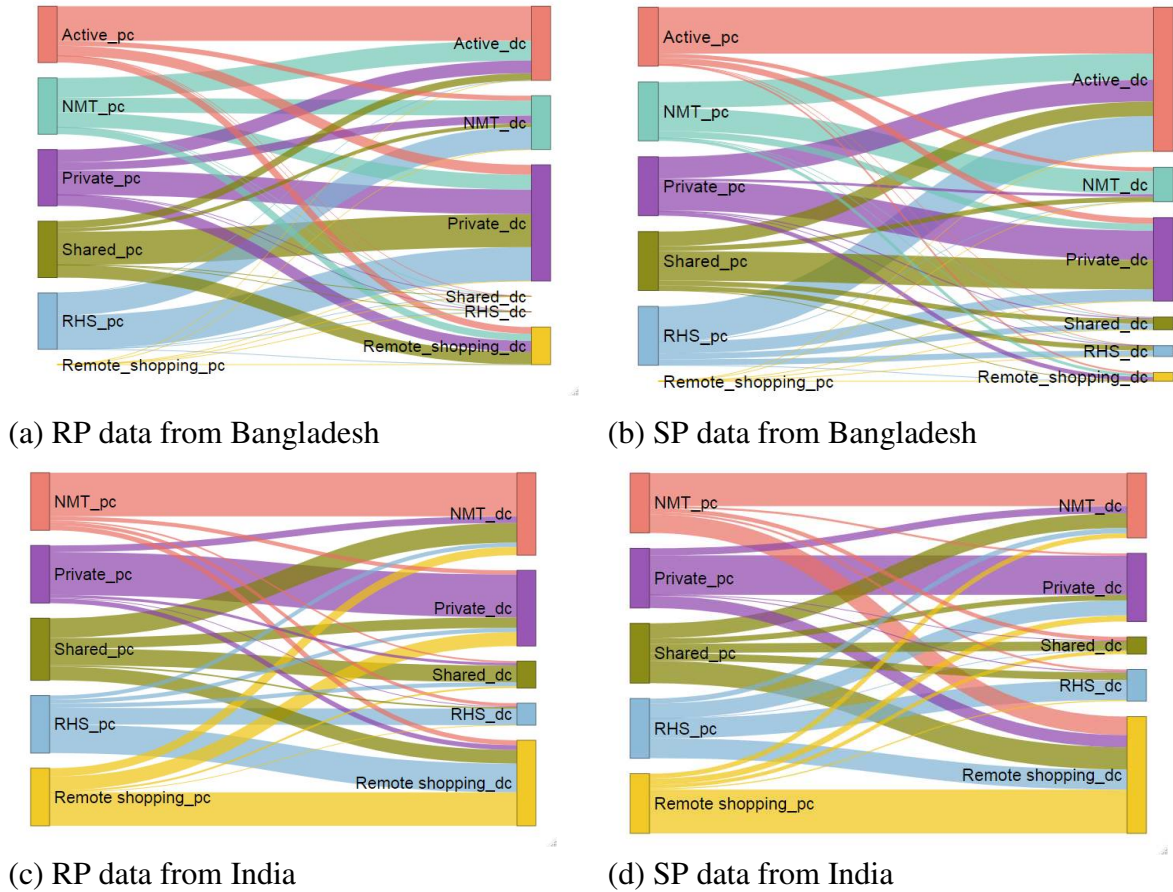 Active_pc
NMT_pc
Private_pc
Shared_pc
RHS_pc
Remote_shopping_pc
Active_dc
NMT_dc
Private_dc
Shared_dc
RHS_dc
Remote_shopping_dc
(a) RP data from Bangladesh
Active_pc
NMT_pc
Private_pc
Shared_pc
RHS_pc
Remote_shopping_pc
Active_dc
NMT_dc
Private_dc
Shared_dc
RHS_dc
Remote_shopping_dc
(b) SP data from Bangladesh
NMT_pc
Private_pc
Shared_pc
RHS_pc
Remote shopping_pc
NMT_dc
Private_dc
Shared_dc
RHS_dc
Remote shopping_dc
(c) RP data from India
NMT_pc
Private_pc
Shared_pc
RHS_pc
Remote shopping_pc
NMT_dc
Private_dc
Shared_dc
RHS_dc
Remote shopping_dc
(d) SP data from India